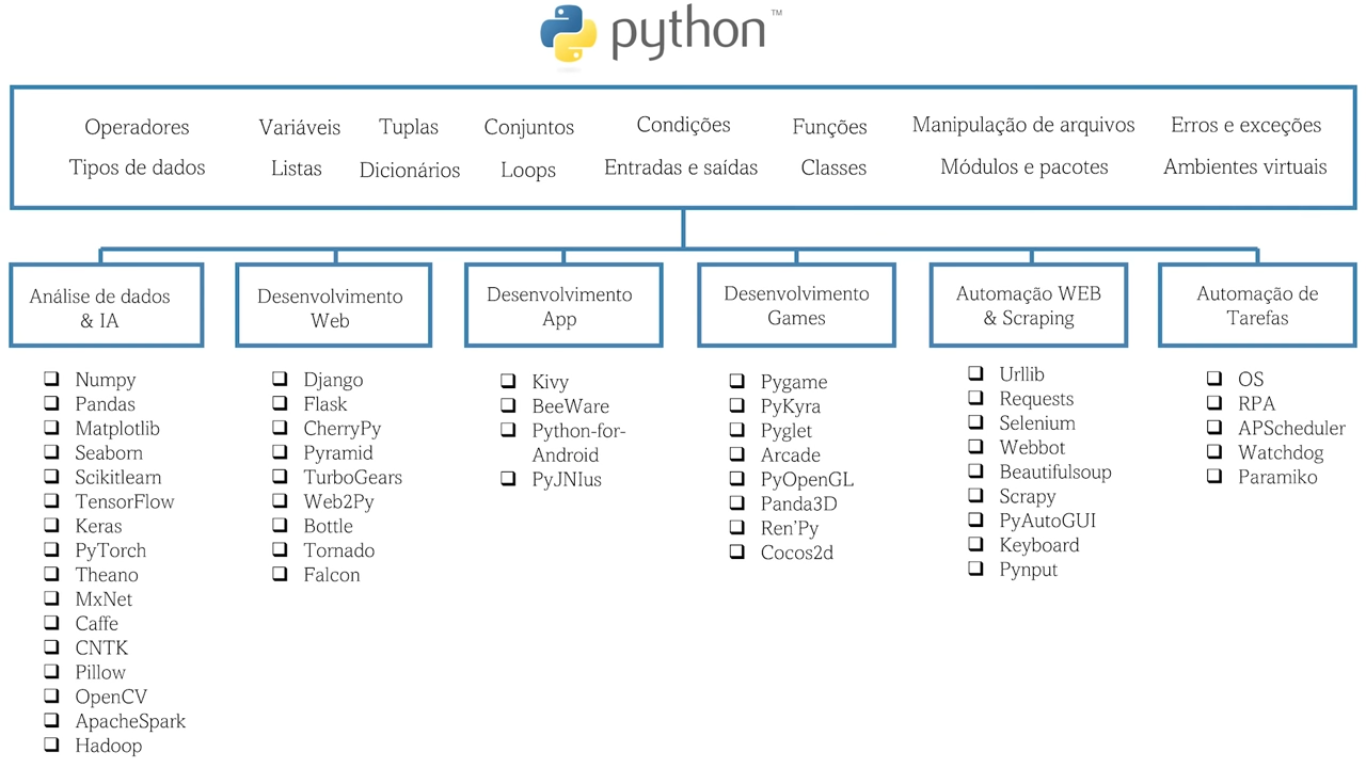 python™
Operadores Variáveis Tuplas Conjuntos Condições Funções Manipulação de arquivos Erros e exceções
Tipos de dados Listas Dicionários Loops Entradas e saídas Classes Módulos e pacotes Ambientes virtuais
Análise de dados
& IA
Numpy
Pandas
Matplotlib
Seaborn
Scikitlearn
TensorFlow
Keras
PyTorch
Theano
MxNet
Caffe
CNTK
Pillow
OpenCV
ApacheSpark
Hadoop
Desenvolvimento
Web
Django
Flask
CherryPy
Pyramid
TurboGears
Web2Py
Bottle
Tornado
Falcon
Desenvolvimento
App
Kivy
BeeWare
Python-for-
Android
PyJNIus
Desenvolvimento
Games
Pygame
PyKyra
Pyglet
Arcade
PyOpenGL
Panda3D
Ren'Py
Cocos2d
Automação WEB
& Scraping
Urllib
Requests
Selenium
Webbot
Beautifulsoup
Scrapy
PyAutoGUI
Keyboard
Pynput
Automação de
Tarefas
OS
RPA
APScheduler
Watchdog
Paramiko